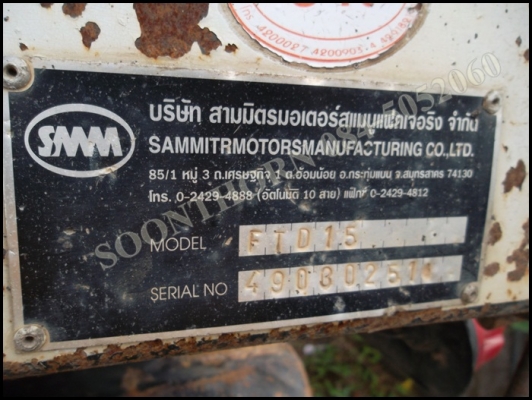 โทร. 420027
SMM
บริษัท สามมิตรมอเตอร์สแมนูแฟคเจอริง จำกัด
SAMMITRMOTORSMANUFACTURING CO.,LTD.
85/1 หมู่ 3 ถ.เศรษฐกิจ 1 ต.อ้อมน้อย อ.กระทุ่มแบน จ.สมุทรสาคร 74130
โทร. 0-2429-4888 (อัตโนมัติ 10 สาย) แฟ็กซ์ 0-2429-4812
MODEL FTD15
SERIAL NO 490302514
SOONTHORN